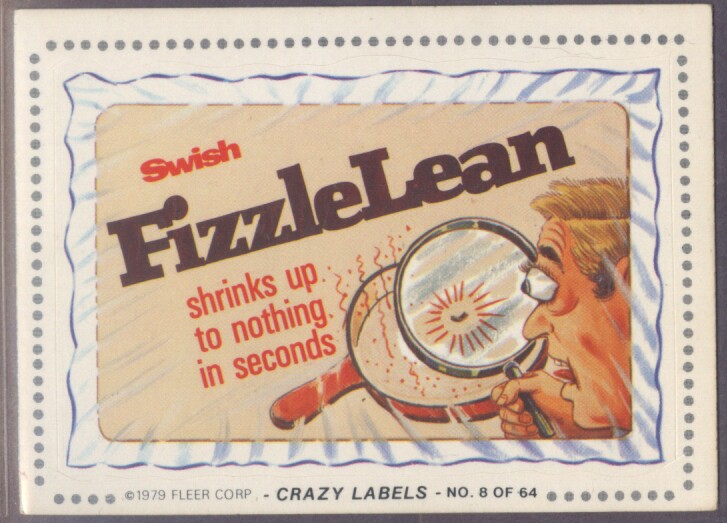 Swish
FizzleLean
shrinks up
to nothing
in seconds
©1979 FLEER CORP. - CRAZY LABELS - NO. 8 OF 64